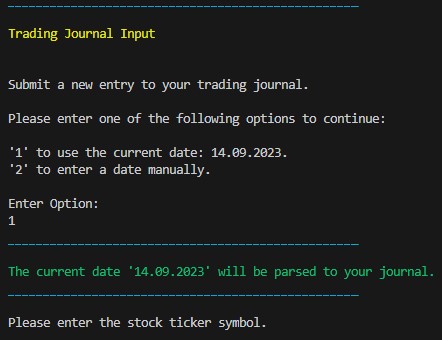 Trading Journal Input
Submit a new entry to your trading journal.
Please enter one of the following options to continue:
'1' to use the current date: 14.09.2023.
'2' to enter a date manually.
Enter Option:
1
The current date '14.09.2023' will be parsed to your journal.
Please enter the stock ticker symbol.